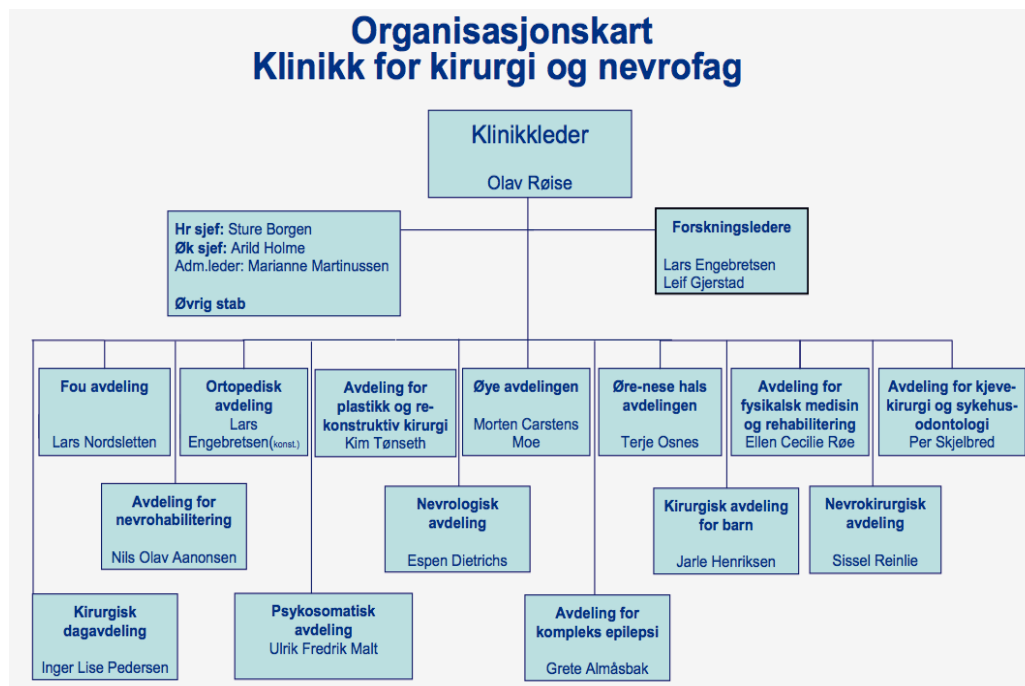 Organisasjonskart
Klinikk for kirurgi og nevrofag
Klinikkleder
Olav Røise
Hr sjef: Sture Borgen
Øk sjef: Arild Holme
Adm.leder: Marianne Martinussen
Øvrig stab
Forskningsledere
Lars Engebretsen
Leif Gjerstad
Fou avdeling
Lars Nordsletten
Ortopedisk
avdeling
Lars
Engebretsen(konst.)
Avdeling for
plastikk og re-
konstruktiv kirurgi
Kim Tønseth
Øye avdelingen
Morten Carstens
Moe
Øre-nese hals
avdelingen
Terje Osnes
Avdeling for
fysikalsk medisin
og rehabilitering
Ellen Cecilie Røe
Avdeling for kjeve-
kirurgi og sykehus-
odontologi
Per Skjelbred
Avdeling for
nevrohabilitering
Nils Olav Aanonsen
Nevrologisk
avdeling
Espen Dietrichs
Kirurgisk avdeling
for barn
Jarle Henriksen
Nevrokirurgisk
avdeling
Sissel Reinlie
Kirurgisk
dagavdeling
Inger Lise Pedersen
Psykosomatisk
avdeling
Ulrik Fredrik Malt
Avdeling for
kompleks epilepsi
Grete Almåsbak